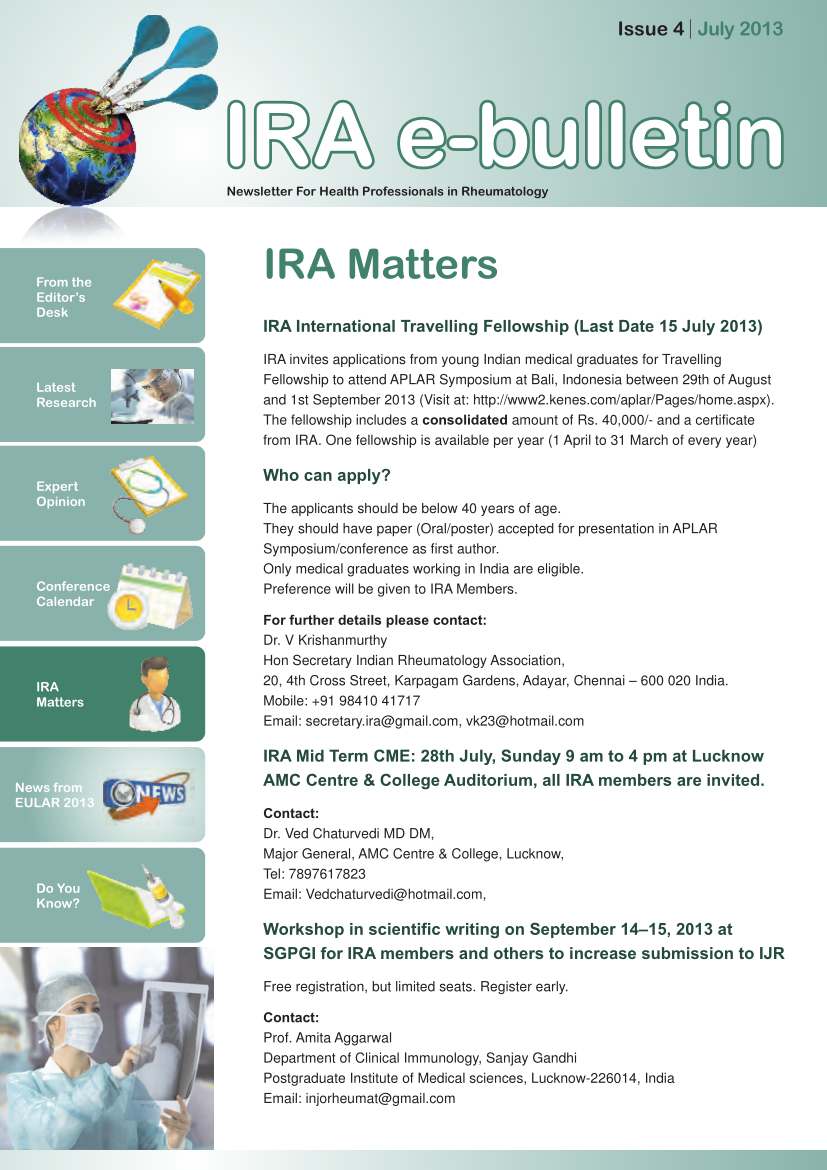 Issue 4 | July 2013
IRA e-bulletin
Newsletter For Health Professionals in Rheumatology
From the
Editor's
Desk
Latest
Research
Expert
Opinion
Conference
Calendar
IRA
Matters
News from
EULAR 2013
NEWS
Do You
Know?
IRA Matters
IRA International Travelling Fellowship (Last Date 15 July 2013)
IRA invites applications from young Indian medical graduates for Travelling
Fellowship to attend APLAR Symposium at Bali, Indonesia between 29th of August
and 1st September 2013 (Visit at: http://www2.kenes.com/aplar/Pages/home.aspx).
The fellowship includes a consolidated amount of Rs. 40,000/- and a certificate
from IRA. One fellowship is available per year (1 April to 31 March of every year)
Who can apply?
The applicants should be below 40 years of age.
They should have paper (Oral/poster) accepted for presentation in APLAR
Symposium/conference as first author.
Only medical graduates working in India are eligible.
Preference will be given to IRA Members.
For further details please contact:
Dr. V Krishanmurthy
Hon Secretary Indian Rheumatology Association,
20, 4th Cross Street, Karpagam Gardens, Adayar, Chennai – 600 020 India.
Mobile: +91 98410 41717
Email: secretary.ira@gmail.com, vk23@hotmail.com
IRA Mid Term CME: 28th July, Sunday 9 am to 4 pm at Lucknow
AMC Centre & College Auditorium, all IRA members are invited.
Contact:
Dr. Ved Chaturvedi MD DM,
Major General, AMC Centre & College, Lucknow,
Tel: 7897617823
Email: Vedchaturvedi@hotmail.com,
Workshop in scientific writing on September 14–15, 2013 at
SGPGI for IRA members and others to increase submission to IJR
Free registration, but limited seats. Register early.
Contact:
Prof. Amita Aggarwal
Department of Clinical Immunology, Sanjay Gandhi
Postgraduate Institute of Medical sciences, Lucknow-226014, India
Email: injorheumat@gmail.com